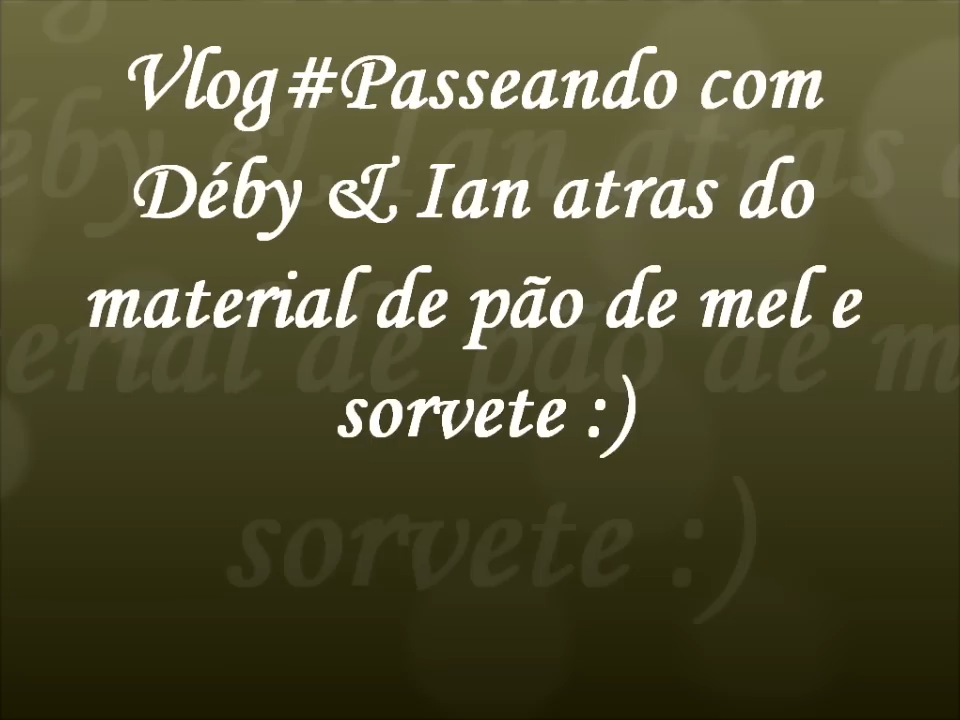 Vlog#Passeando com
Déby & Ian atras do
material de pão de mel e
sorvete :)